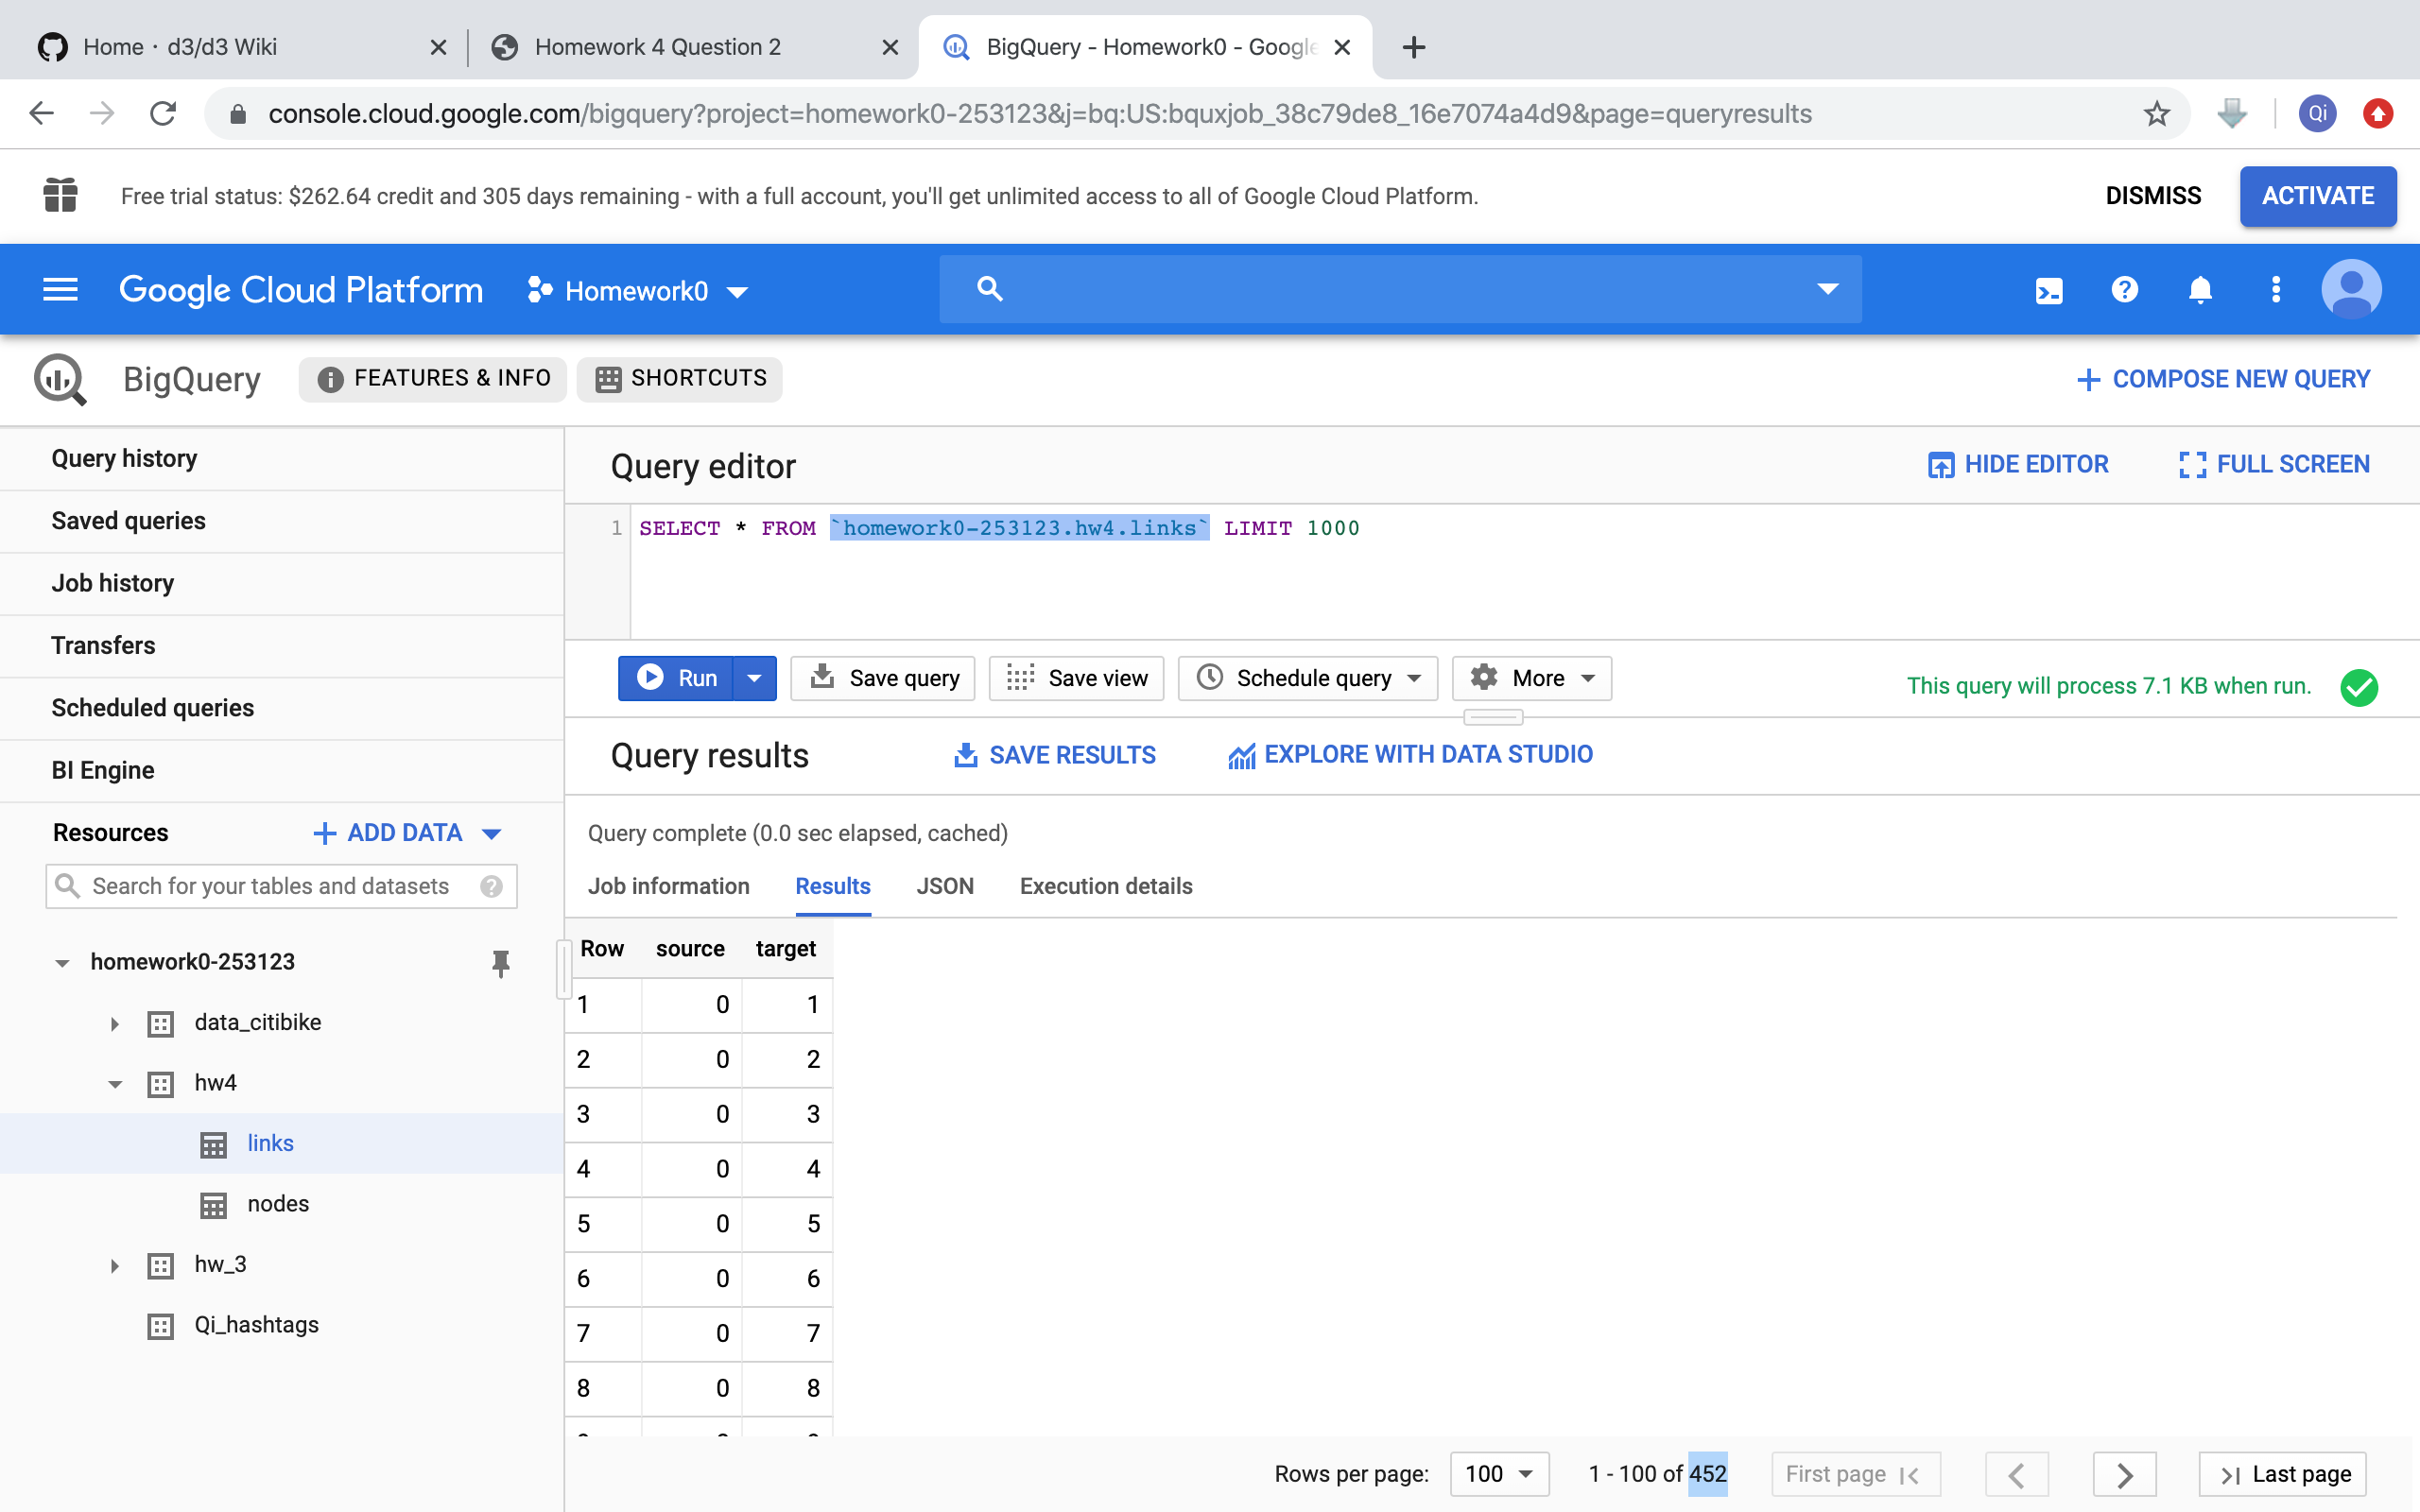 Home · d3/d3 Wiki
Homework 4 Question 2
BigQuery - Homework0 - Google
console.cloud.google.com/bigquery?project=homework0-253123&j=bq:US:bquxjob_38c79de8_16e7074a4d9&page=queryresults
Qi
Free trial status: $262.64 credit and 305 days remaining - with a full account, you'll get unlimited access to all of Google Cloud Platform.
DISMISS
ACTIVATE
Google Cloud Platform
Homework0
BigQuery
FEATURES & INFO
SHORTCUTS
COMPOSE NEW QUERY
Query history
Saved queries
Job history
Transfers
Scheduled queries
BI Engine
Resources
ADD DATA
Search for your tables and datasets
homework0-253123
data_citibike
hw4
links
nodes
hw_3
Qi_hashtags
Query editor
HIDE EDITOR
FULL SCREEN
1 SELECT * FROM `homework0-253123.hw4.links` LIMIT 1000
Run
Save query
Save view
Schedule query
More
This query will process 7.1 KB when run.
Query results
SAVE RESULTS
EXPLORE WITH DATA STUDIO
Query complete (0.0 sec elapsed, cached)
Job information
Results
JSON
Execution details
Row source target
1 0 1
2 0 2
3 0 3
4 0 4
5 0 5
6 0 6
7 0 7
8 0 8
Rows per page: 100
1 - 100 of 452
First page
Last page